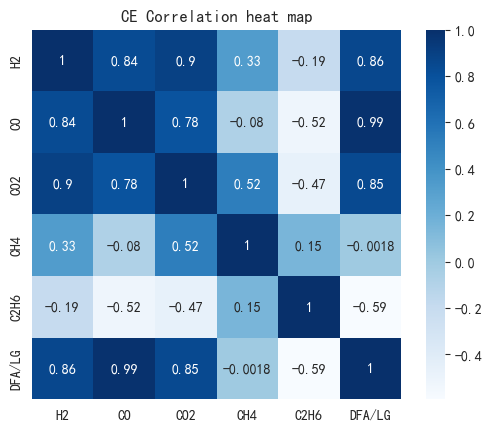 CE Correlation heat map
H2 1 0.84 0.9 0.33 −0.19 0.86
CO 0.84 1 0.78 −0.08 −0.52 0.99
CO2 0.9 0.78 1 0.52 −0.47 0.85
CH4 0.33 −0.08 0.52 1 0.15 −0.0018
C2H6 −0.19 −0.52 −0.47 0.15 1 −0.59
DFA/LG 0.86 0.99 0.85 −0.0018 −0.59 1
H2 CO CO2 CH4 C2H6 DFA/LG
1.0
0.8
0.6
0.4
0.2
0.0
−0.2
−0.4